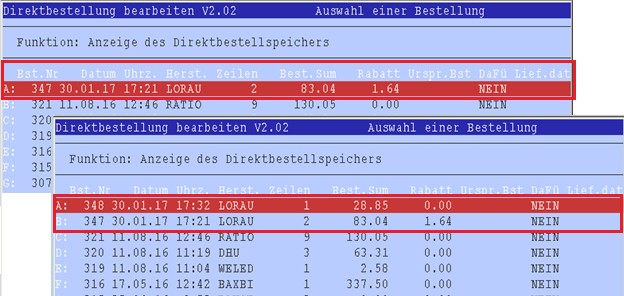 Direktbestellung bearbeiten V2.02 Auswahl einer Bestellung
Funktion: Anzeige des Direktbestellspeichers
Bst.Nr Datum Uhrz. Herst. Zeilen Best.Sum Rabatt Urspr.Bst DaFü Lief.dat
A: 347 30.01.17 17:21 LORAU 2 83.04 1.64 NEIN
B: 321 11.08.16 12:46 RATIO 9 130.05 0.00 NEIN
C: 320
D: 319
E: 316
F: 315
G: 307
Direktbestellung bearbeiten V2.02 Auswahl einer Bestellung
Funktion: Anzeige des Direktbestellspeichers
Bst.Nr Datum Uhrz. Herst. Zeilen Best.Sum Rabatt Urspr.Bst DaFü Lief.dat
A: 348 30.01.17 17:32 LORAU 1 28.85 0.00 NEIN
B: 347 30.01.17 17:21 LORAU 2 83.04 1.64 NEIN
C: 321 11.08.16 12:46 RATIO 9 130.05 0.00 NEIN
D: 320 11.08.16 11:19 DHU 3 63.31 0.00 NEIN
E: 319 11.08.16 11:04 WELED 1 2.58 0.00 NEIN
F: 316 17.05.16 12:42 BAXBI 1 337.50 0.00 NEIN